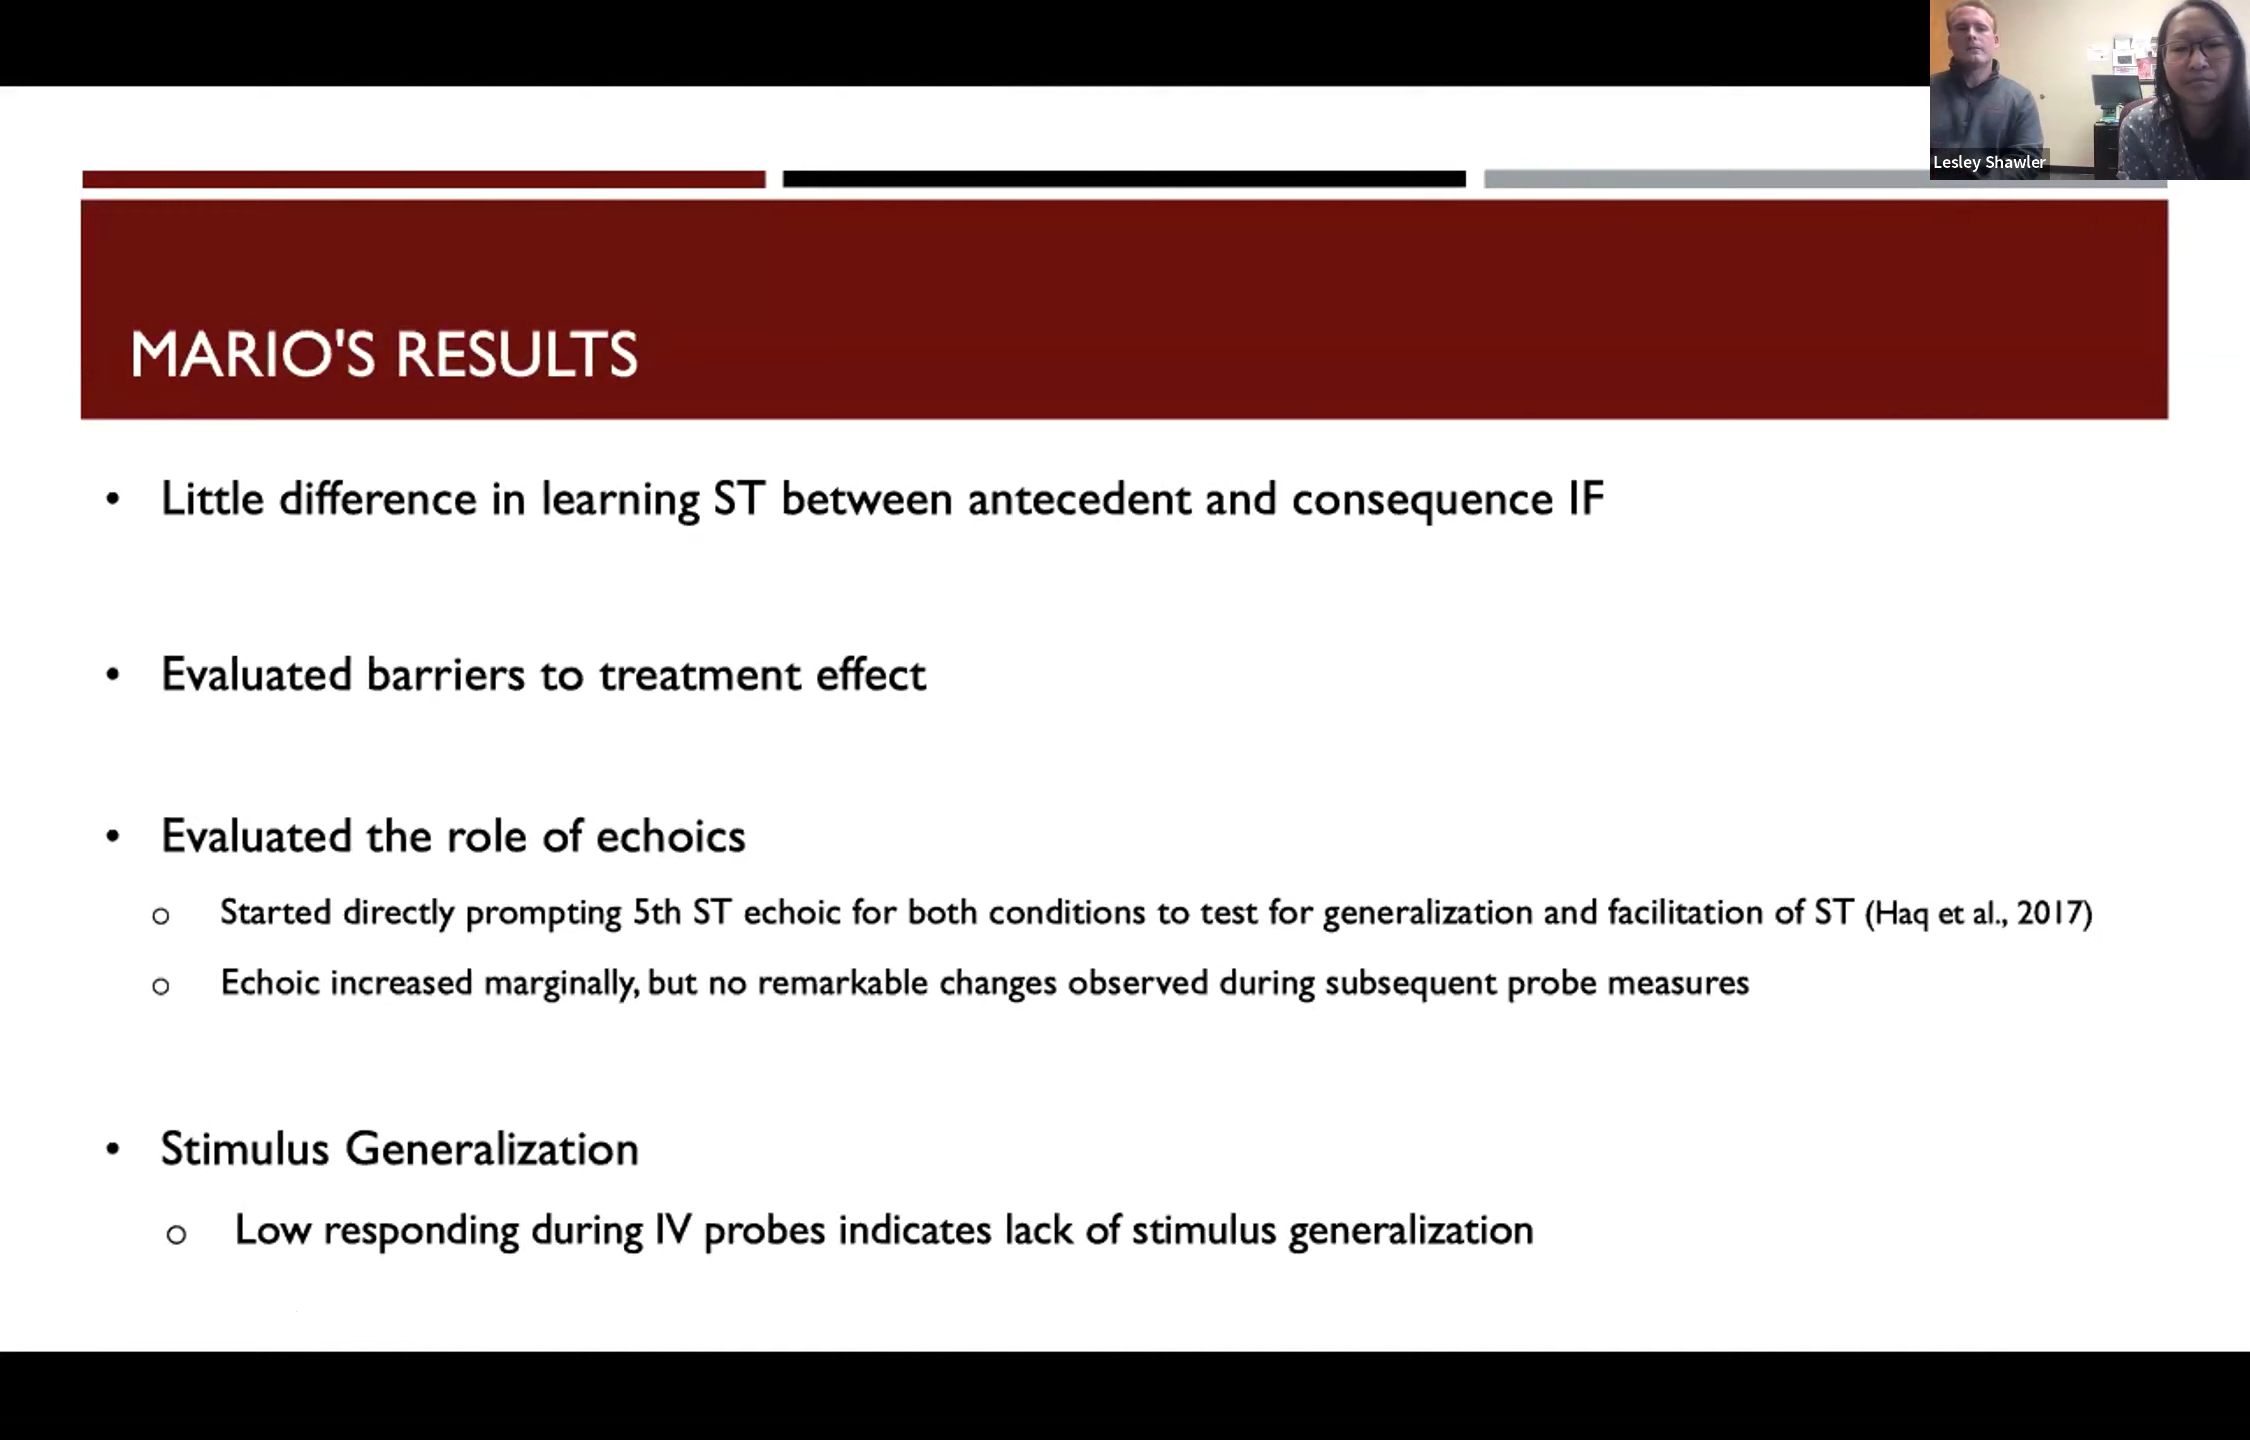 Lesley Shawler
MARIO'S RESULTS
• Little difference in learning ST between antecedent and consequence IF
• Evaluated barriers to treatment effect
• Evaluated the role of echoics
o Started directly prompting 5th ST echoic for both conditions to test for generalization and facilitation of ST (Haq et al., 2017)
o Echoic increased marginally, but no remarkable changes observed during subsequent probe measures
• Stimulus Generalization
o Low responding during IV probes indicates lack of stimulus generalization